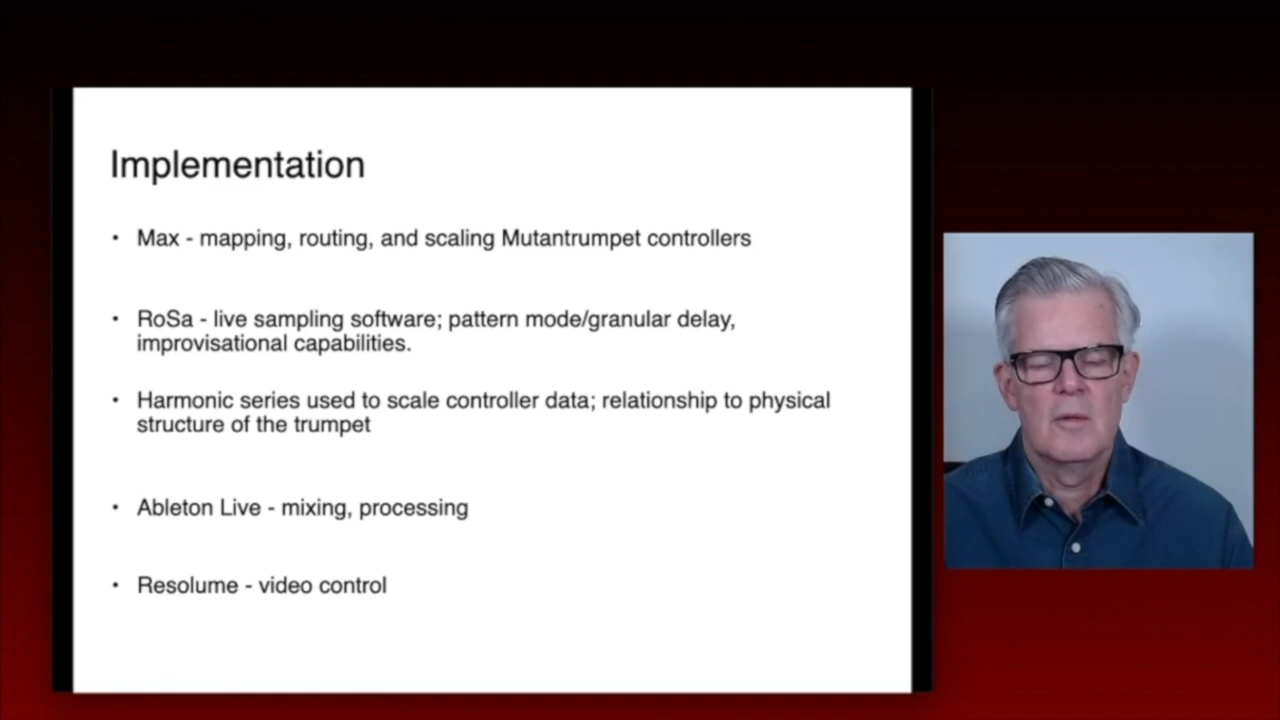 Implementation
• Max - mapping, routing, and scaling Mutantrumpet controllers
• RoSa - live sampling software; pattern mode/granular delay,
improvisational capabilities.
• Harmonic series used to scale controller data; relationship to physical
structure of the trumpet
• Ableton Live - mixing, processing
• Resolume - video control